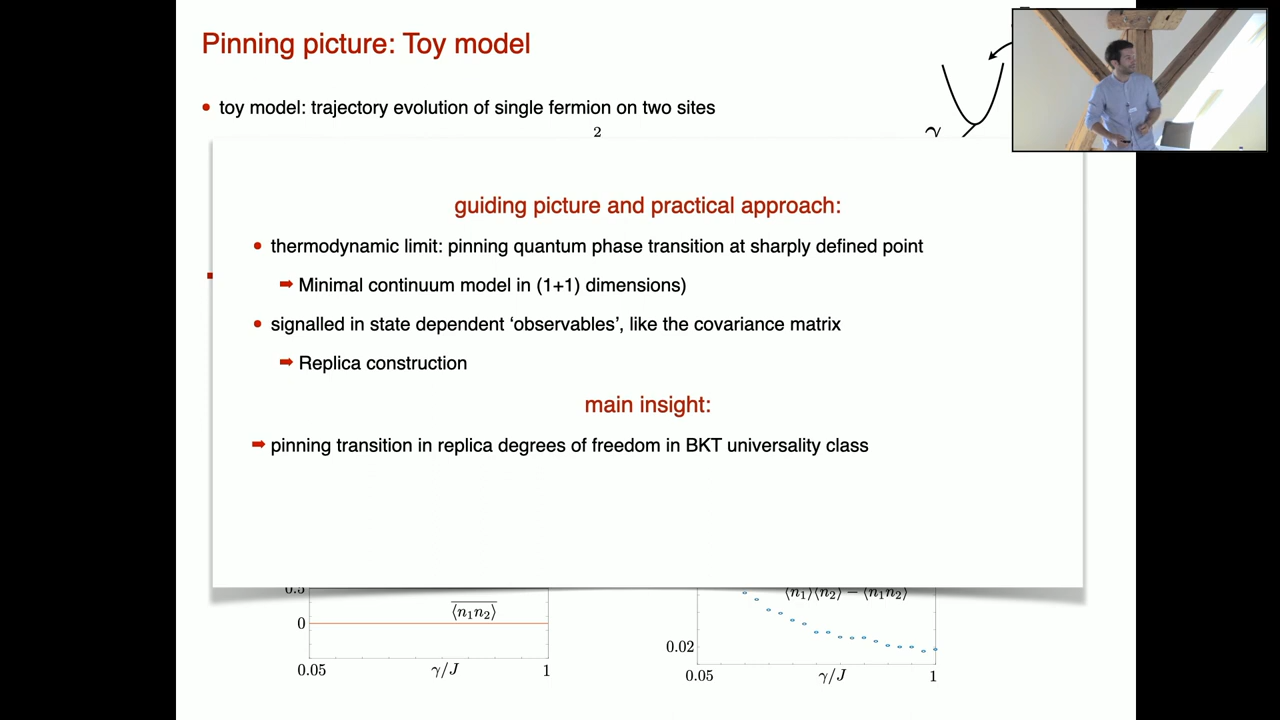 Pinning picture: Toy model
• toy model: trajectory evolution of single fermion on two sites
2
γ
guiding picture and practical approach:
• thermodynamic limit: pinning quantum phase transition at sharply defined point
➡ Minimal continuum model in (1+1) dimensions)
• signalled in state dependent ‘observables’, like the covariance matrix
➡ Replica construction
main insight:
➡ pinning transition in replica degrees of freedom in BKT universality class
0.5
⟨n₁n₂⟩
0
0.05
γ/J
1
⟨n₁⟩⟨n₂⟩ − ⟨n₁n₂⟩
0.02
0.05
γ/J
1